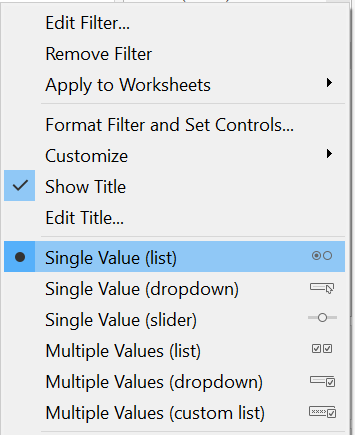 Edit Filter...
Remove Filter
Apply to Worksheets
Format Filter and Set Controls...
Customize
Show Title
Edit Title...
Single Value (list)
Single Value (dropdown)
Single Value (slider)
Multiple Values (list)
Multiple Values (dropdown)
Multiple Values (custom list)